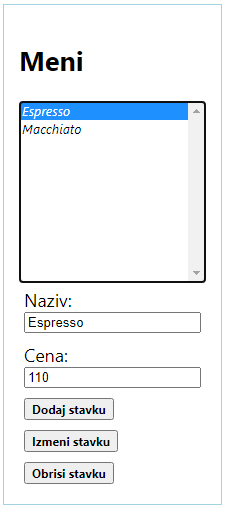 Meni
Espresso
Macchiato
Naziv:
Espresso
Cena:
110
Dodaj stavku
Izmeni stavku
Obrisi stavku